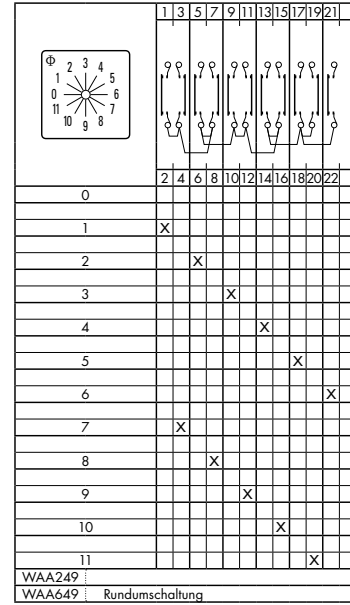 1 3 5 7 9 11 13 15 17 19 21
Φ
2 3 4
1 5
0 6
11 7
10 9 8
2 4 6 8 10 12 14 16 18 20 22
0
1 X
2 X
3 X
4 X
5 X
6 X
7 X
8 X
9 X
10 X
11 X
WAA249
WAA649 Rundumschaltung